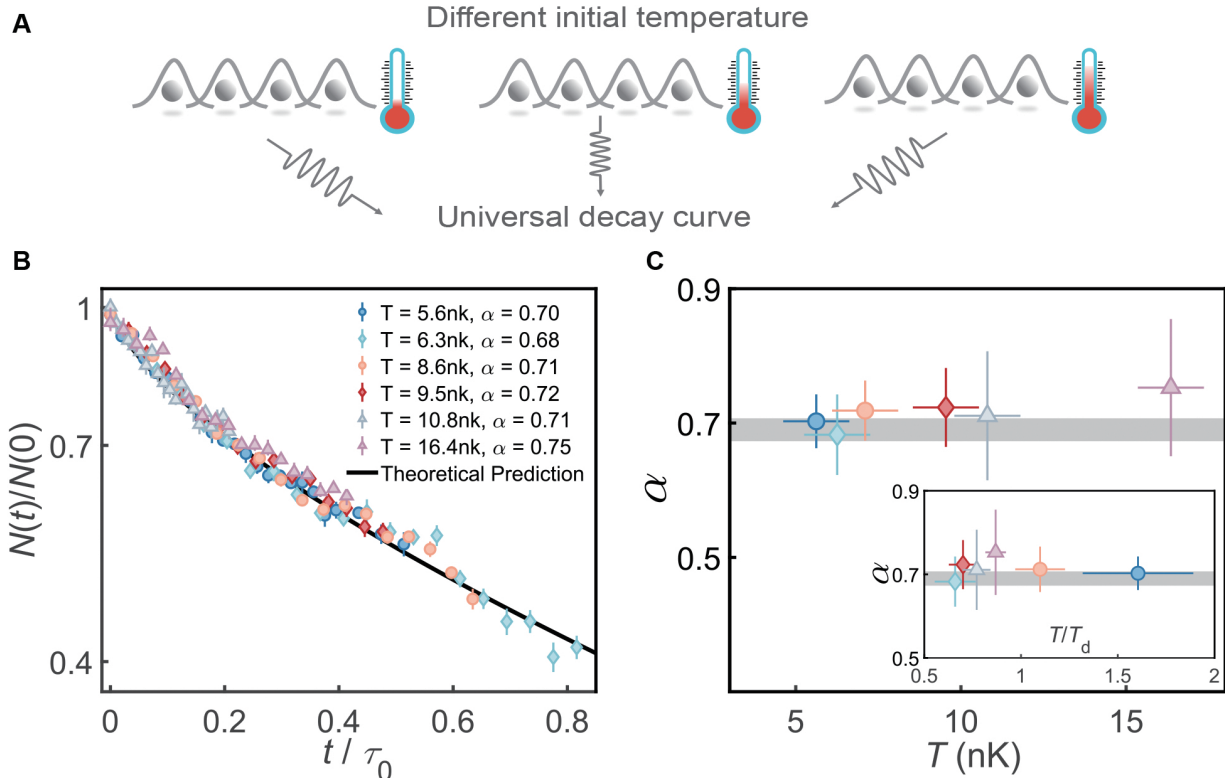 A
Different initial temperature
Universal decay curve
B
1
0.7
0.4
N(t)/N(0)
T = 5.6nk, α = 0.70
T = 6.3nk, α = 0.68
T = 8.6nk, α = 0.71
T = 9.5nk, α = 0.72
T = 10.8nk, α = 0.71
T = 16.4nk, α = 0.75
Theoretical Prediction
0 0.2 0.4 0.6 0.8
t / τ0
C
0.9
0.7
0.5
α
5 10 15
T (nK)
0.9
0.7
0.5
α
T/Td
0.5 1 1.5 2